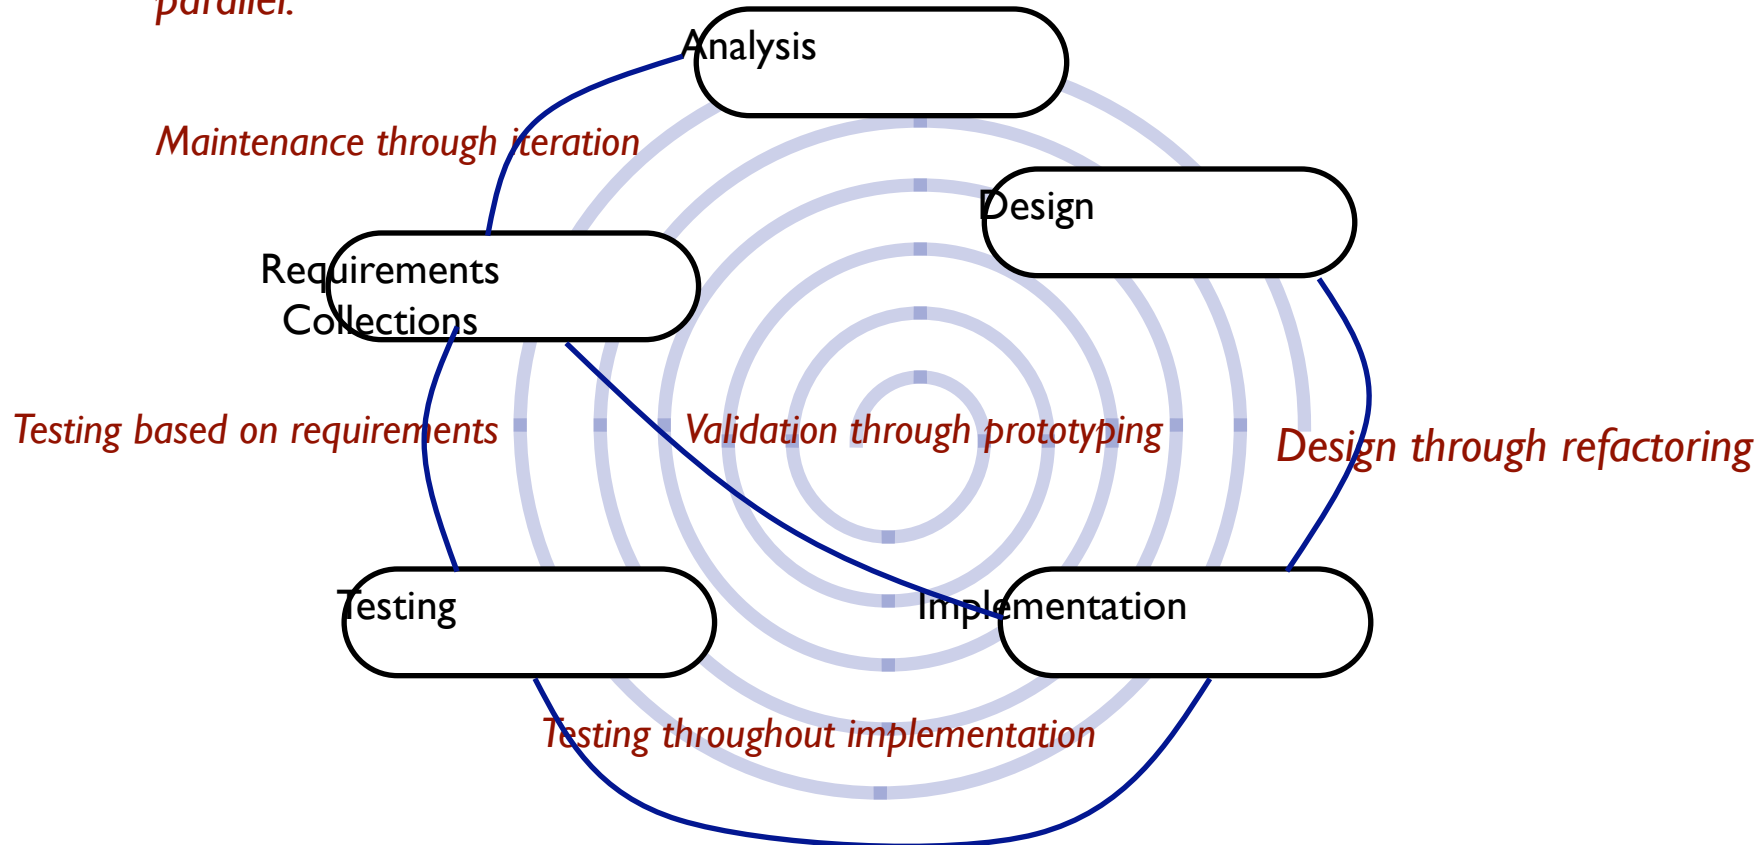 parallel.
Analysis
Maintenance through iteration
Design
Requirements
Collections
Testing based on requirements
Validation through prototyping
Design through refactoring
Testing
Implementation
Testing throughout implementation